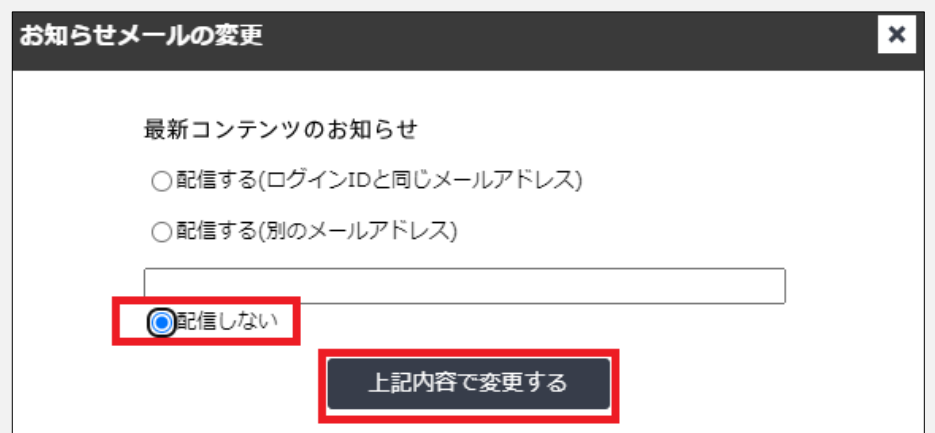 お知らせメールの変更
最新コンテンツのお知らせ
配信する(ログインIDと同じメールアドレス)
配信する(別のメールアドレス)
配信しない
上記内容で変更する